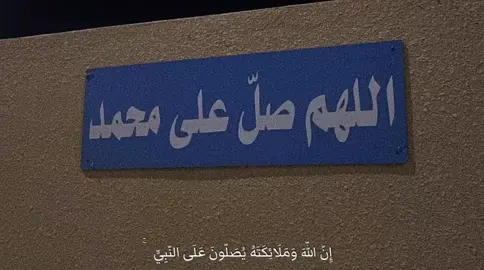 اللهم صلّ على محمد
إِنَّ اللَّهَ وَمَلَائِكَتَهُ يُصَلُّونَ عَلَى النَّبِيِّ ۚ